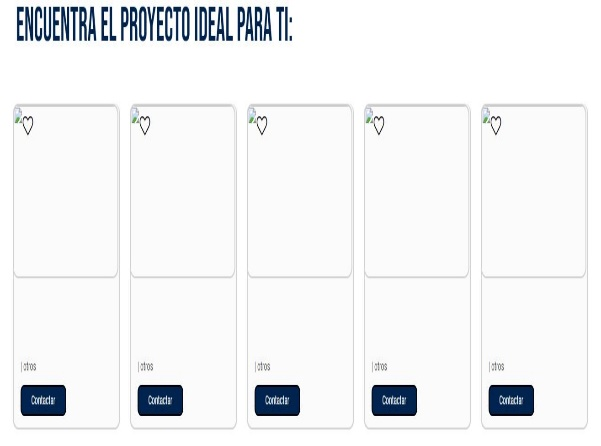 ENCUENTRA EL PROYECTO IDEAL PARA TI:
| otros
| otros
| otros
| otros
| otros
Contactar
Contactar
Contactar
Contactar
Contactar